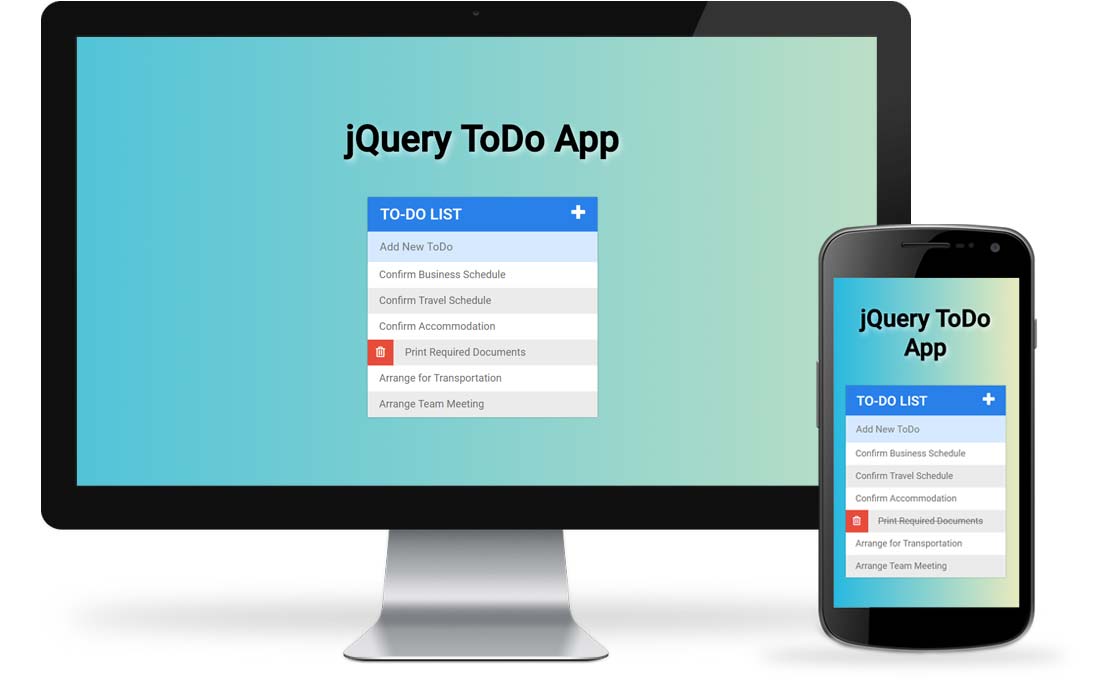 jQuery ToDo App
TO-DO LIST
Add New ToDo
Confirm Business Schedule
Confirm Travel Schedule
Confirm Accommodation
Print Required Documents
Arrange for Transportation
Arrange Team Meeting
jQuery ToDo
App
TO-DO LIST
Add New ToDo
Confirm Business Schedule
Confirm Travel Schedule
Confirm Accommodation
Print Required Documents
Arrange for Transportation
Arrange Team Meeting